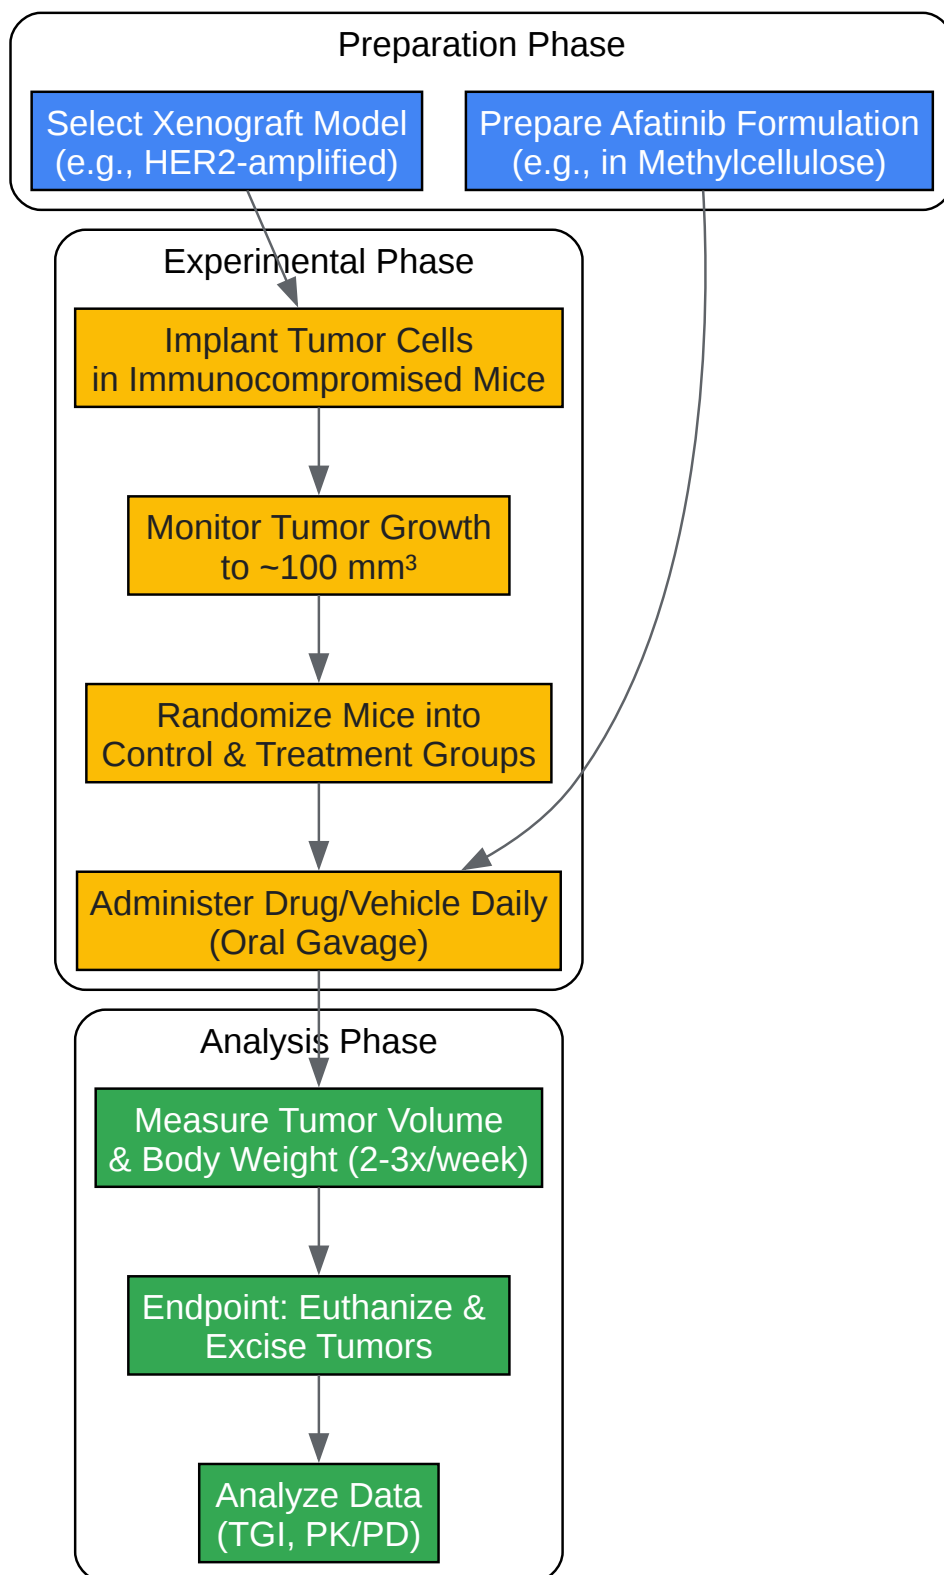 Preparation Phase
Select Xenograft Model
(e.g., HER2-amplified)
Prepare Afatinib Formulation
(e.g., in Methylcellulose)
Experimental Phase
Implant Tumor Cells
in Immunocompromised Mice
Monitor Tumor Growth
to ~100 mm³
Randomize Mice into
Control & Treatment Groups
Administer Drug/Vehicle Daily
(Oral Gavage)
Analysis Phase
Measure Tumor Volume
& Body Weight (2-3x/week)
Endpoint: Euthanize &
Excise Tumors
Analyze Data
(TGI, PK/PD)